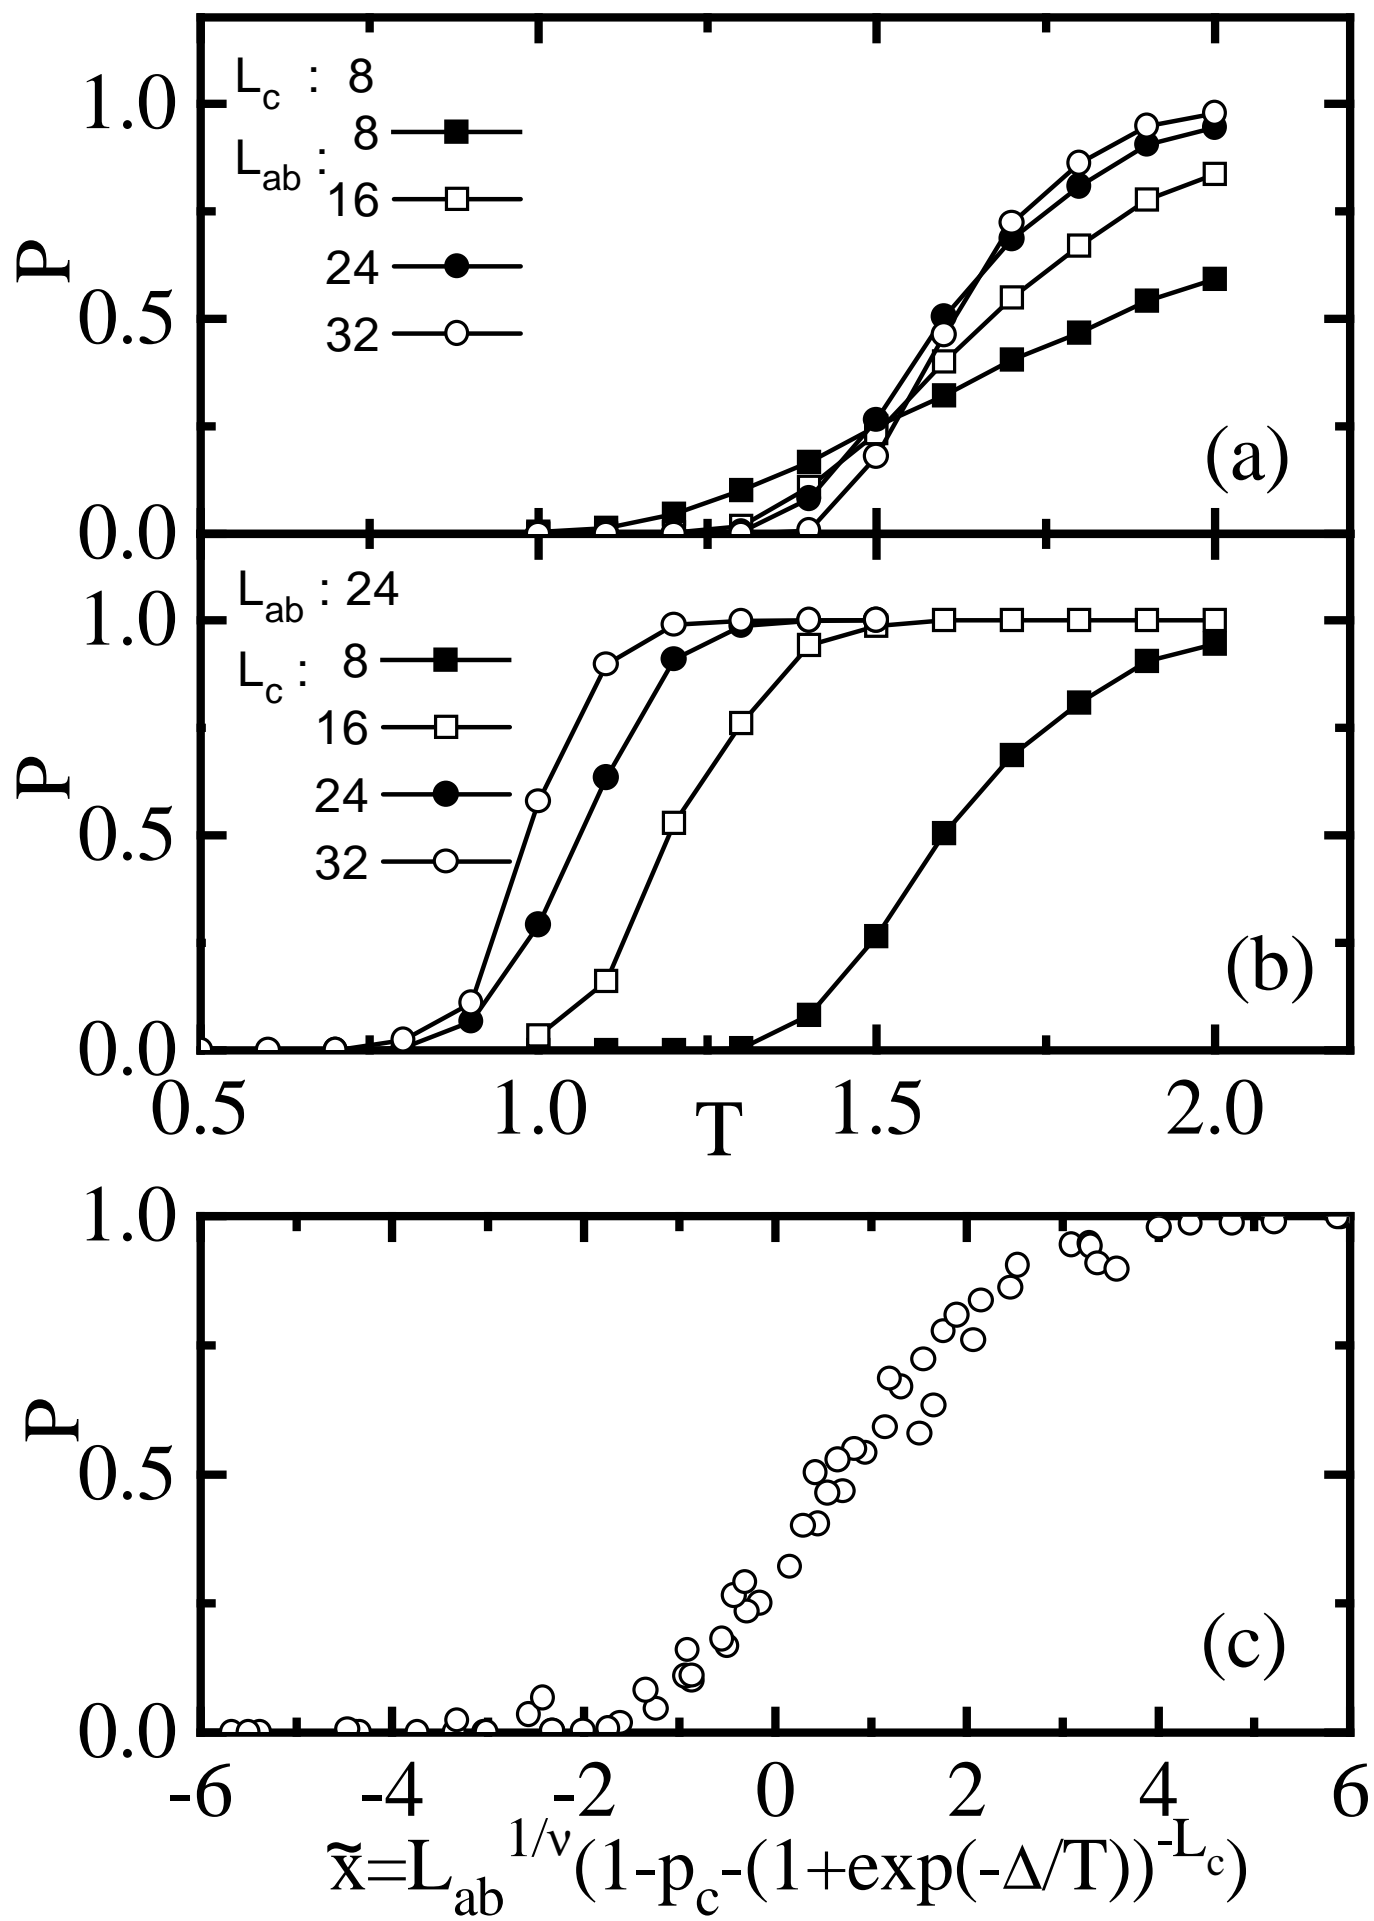 1.0
L_c : 8
8
L_ab :
16
P
24
0.5
32
(a)
0.0
L_ab : 24
1.0
L_c : 8
16
P
24
0.5
32
(b)
0.0
0.5 1.0 T 1.5 2.0
1.0
P
0.5
(c)
0.0
-6 -4 -2 0 2 4 6
x̃=L_ab^1/ν(1-p_c-(1+exp(-Δ/T))^-L_c)